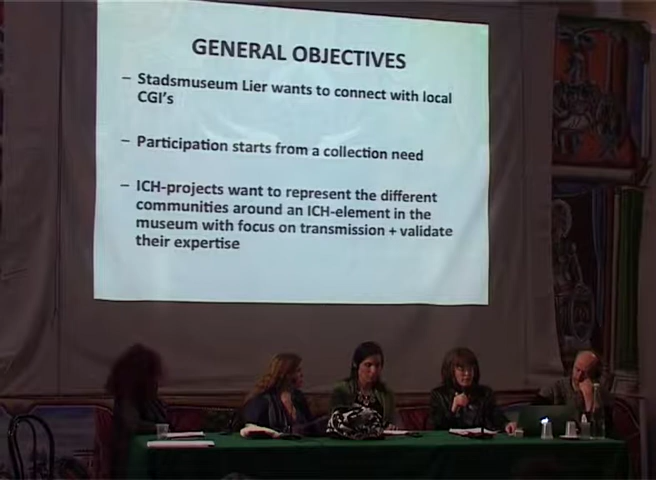 GENERAL OBJECTIVES
– Stadsmuseum Lier wants to connect with local
CGI's
– Participation starts from a collection need
– ICH-projects want to represent the different
communities around an ICH-element in the
museum with focus on transmission + validate
their expertise